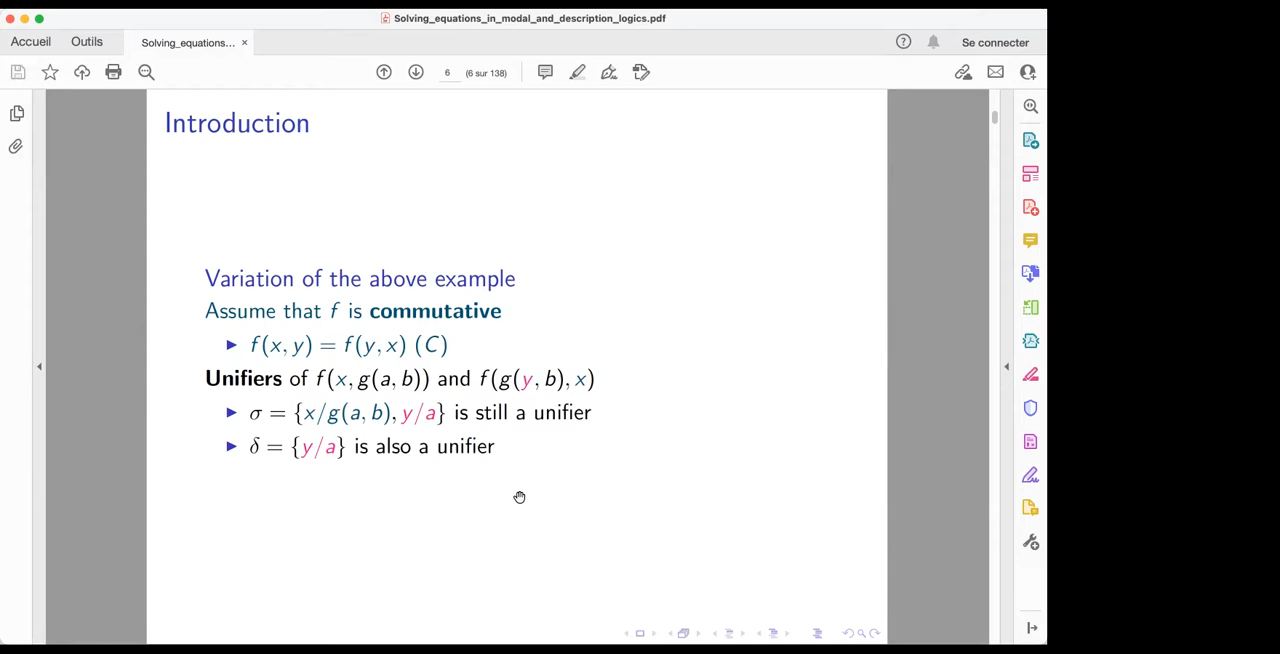 Solving_equations_in_modal_and_description_logics.pdf
Accueil Outils Solving_equations... × Se connecter
6 (6 sur 138)
Introduction
Variation of the above example
Assume that f is commutative
▶ f(x, y) = f(y, x) (C)
Unifiers of f(x, g(a, b)) and f(g(y, b), x)
▶ σ = {x/g(a, b), y/a} is still a unifier
▶ δ = {y/a} is also a unifier